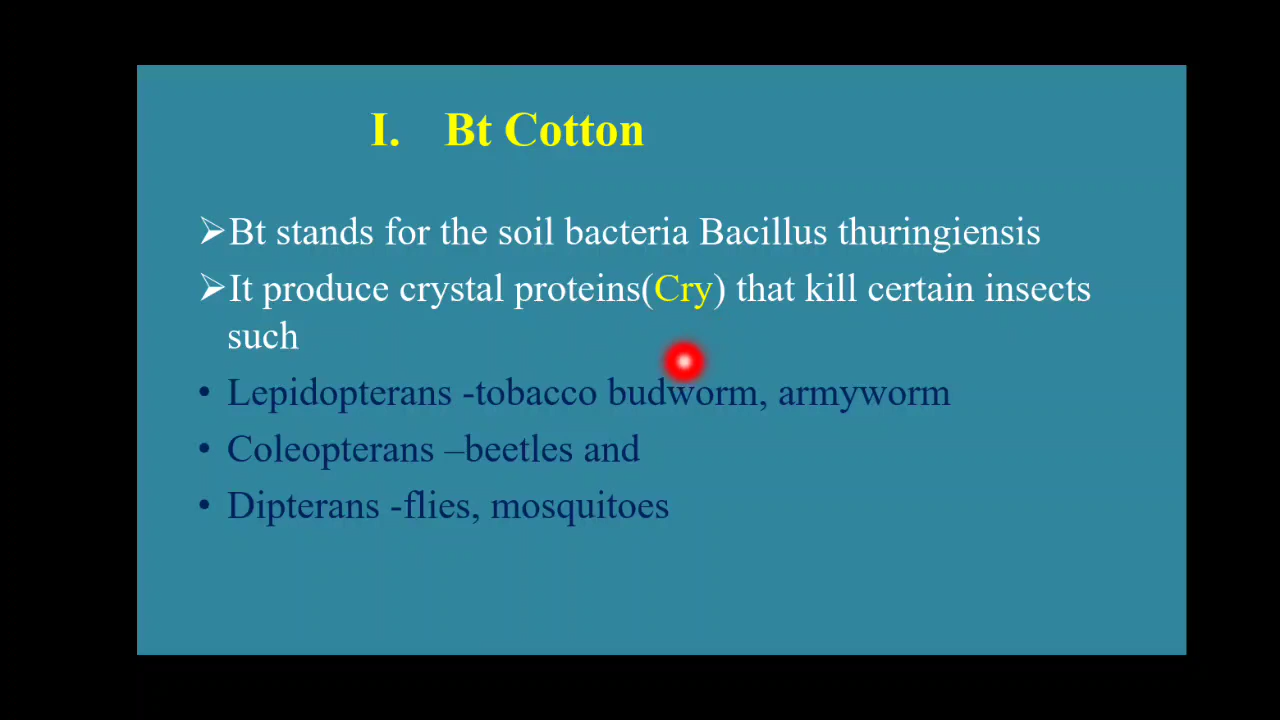 I. Bt Cotton
➢Bt stands for the soil bacteria Bacillus thuringiensis
➢It produce crystal proteins(Cry) that kill certain insects
such
• Lepidopterans -tobacco budworm, armyworm
• Coleopterans –beetles and
• Dipterans -flies, mosquitoes